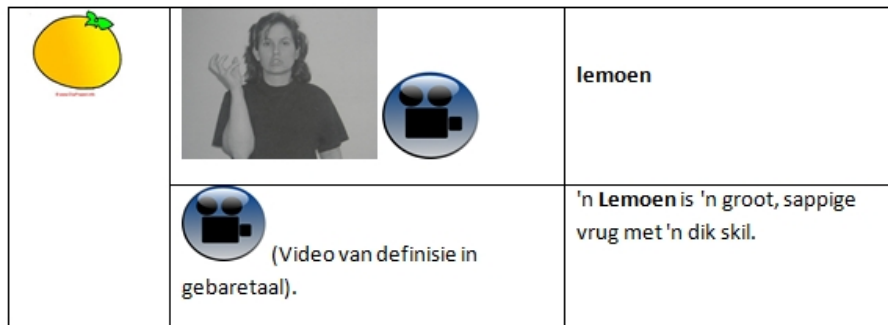 lemoen
(Video van definisie in
gebaretaal).
'n Lemoen is 'n groot, sappige
vrug met 'n dik skil.